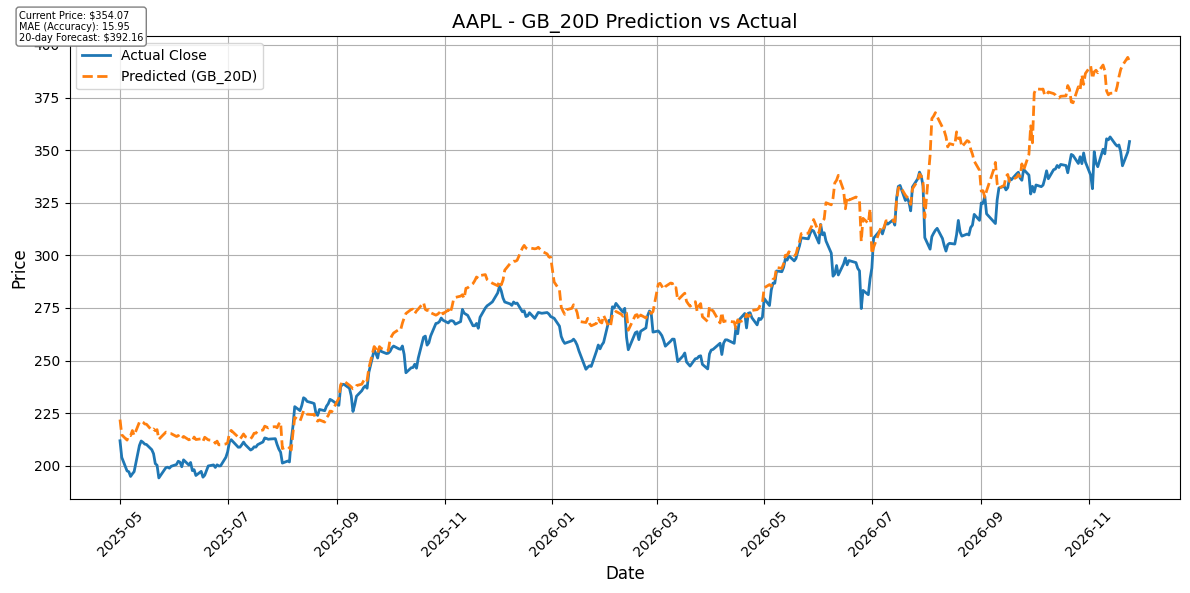 AAPL - GB_20D Prediction vs Actual
Current Price: $354.07
MAE (Accuracy): 15.95
20-day Forecast: $392.16
Actual Close
Predicted (GB_20D)
400
375
350
325
300
275
250
225
200
Price
2025-05
2025-07
2025-09
2025-11
2026-01
2026-03
2026-05
2026-07
2026-09
2026-11
Date